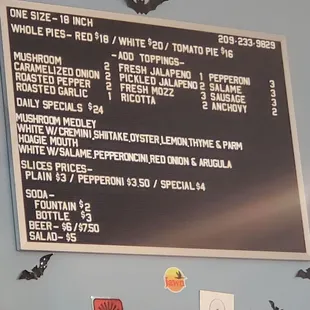 ONE SIZE-18 INCH
209-233-9829
WHOLE PIES- RED $18 / WHITE $20 / TOMATO PIE $16
-ADD TOPPINGS-
MUSHROOM 2 FRESH JALAPENO 1 PEPPERONI 3
CARAMELIZED ONION 2 PICKLED JALAPENO 2 SALAME 3
ROASTED PEPPER 2 FRESH MOZZ 2 SAUSAGE 3
ROASTED GARLIC 1 RICOTTA 2 ANCHOVY 2
DAILY SPECIALS $24
MUSHROOM MEDLEY
WHITE W/CREMINI,SHIITAKE,OYSTER,LEMON,THYME & PARM
HOAGIE MOUTH
WHITE W/SALAME,PEPPERONCINI,RED ONION & ARUGULA
SLICES PRICES-
PLAIN $3 / PEPPERONI $3.50 / SPECIAL $4
SODA-
FOUNTAIN $2
BOTTLE $3
BEER- $6/$7.50
SALAD- $5